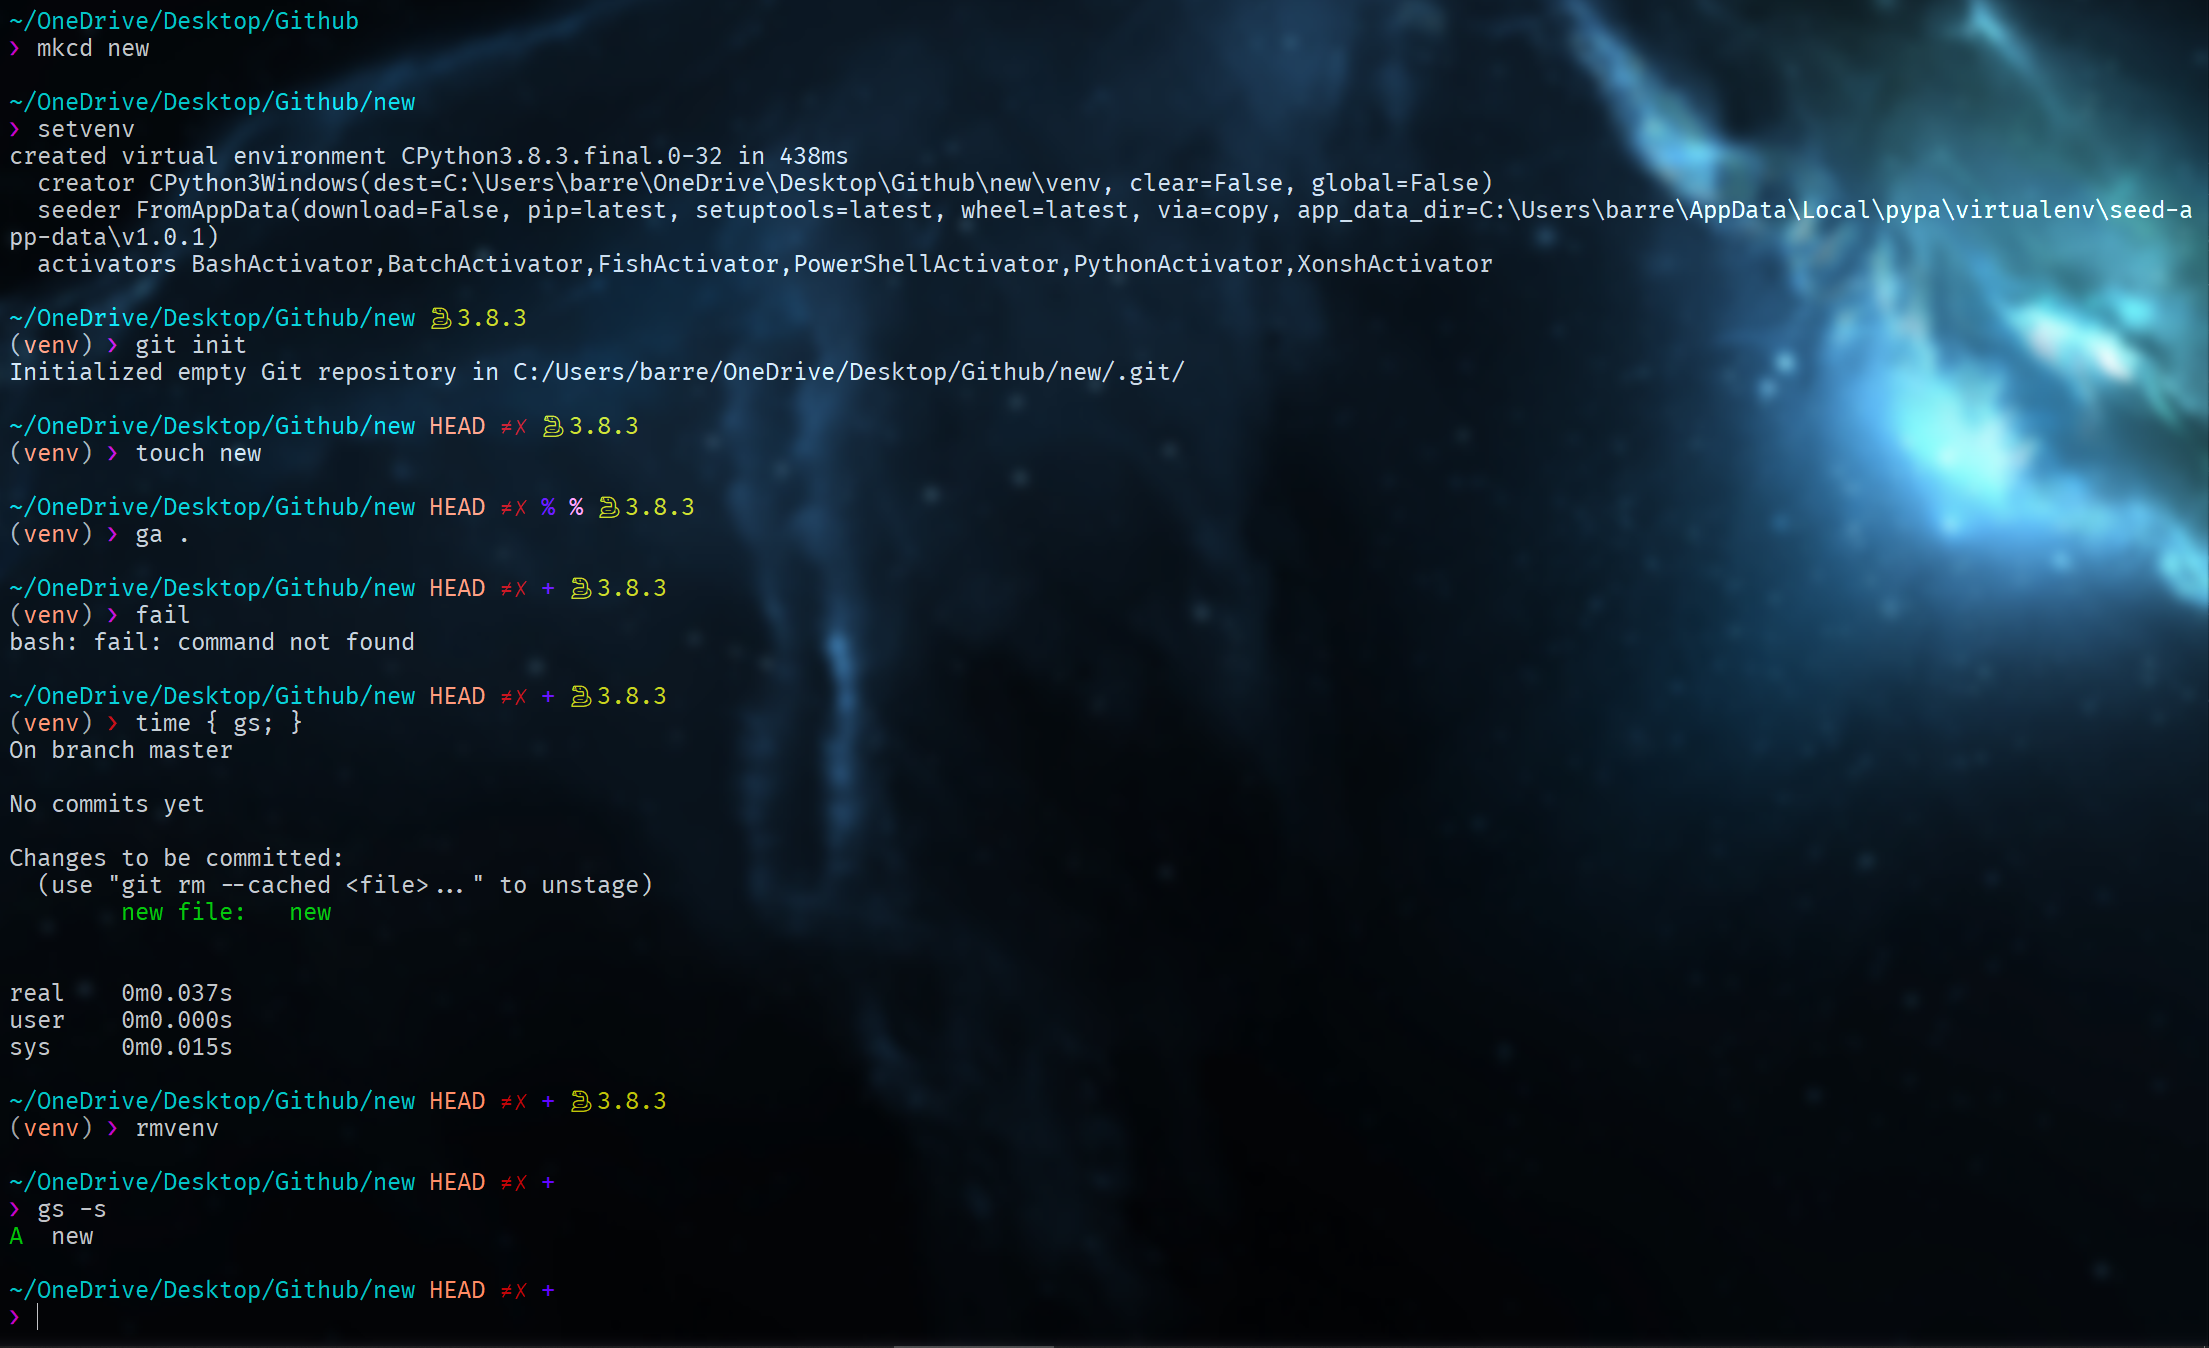 ~/OneDrive/Desktop/Github
❯ mkcd new
~/OneDrive/Desktop/Github/new
❯ setvenv
created virtual environment CPython3.8.3.final.0-32 in 438ms
  creator CPython3Windows(dest=C:\Users\barre\OneDrive\Desktop\Github\new\venv, clear=False, global=False)
  seeder FromAppData(download=False, pip=latest, setuptools=latest, wheel=latest, via=copy, app_data_dir=C:\Users\barre\AppData\Local\pypa\virtualenv\seed-a
pp-data\v1.0.1)
  activators BashActivator,BatchActivator,FishActivator,PowerShellActivator,PythonActivator,XonshActivator
~/OneDrive/Desktop/Github/new 3.8.3
(venv) ❯ git init
Initialized empty Git repository in C:/Users/barre/OneDrive/Desktop/Github/new/.git/
~/OneDrive/Desktop/Github/new HEAD ≠✗ 3.8.3
(venv) ❯ touch new
~/OneDrive/Desktop/Github/new HEAD ≠✗ % % 3.8.3
(venv) ❯ ga .
~/OneDrive/Desktop/Github/new HEAD ≠✗ + 3.8.3
(venv) ❯ fail
bash: fail: command not found
~/OneDrive/Desktop/Github/new HEAD ≠✗ + 3.8.3
(venv) ❯ time { gs; }
On branch master
No commits yet
Changes to be committed:
  (use "git rm --cached <file>..." to unstage)
        new file:   new
real    0m0.037s
user    0m0.000s
sys     0m0.015s
~/OneDrive/Desktop/Github/new HEAD ≠✗ + 3.8.3
(venv) ❯ rmvenv
~/OneDrive/Desktop/Github/new HEAD ≠✗ +
❯ gs -s
A  new
~/OneDrive/Desktop/Github/new HEAD ≠✗ +
❯